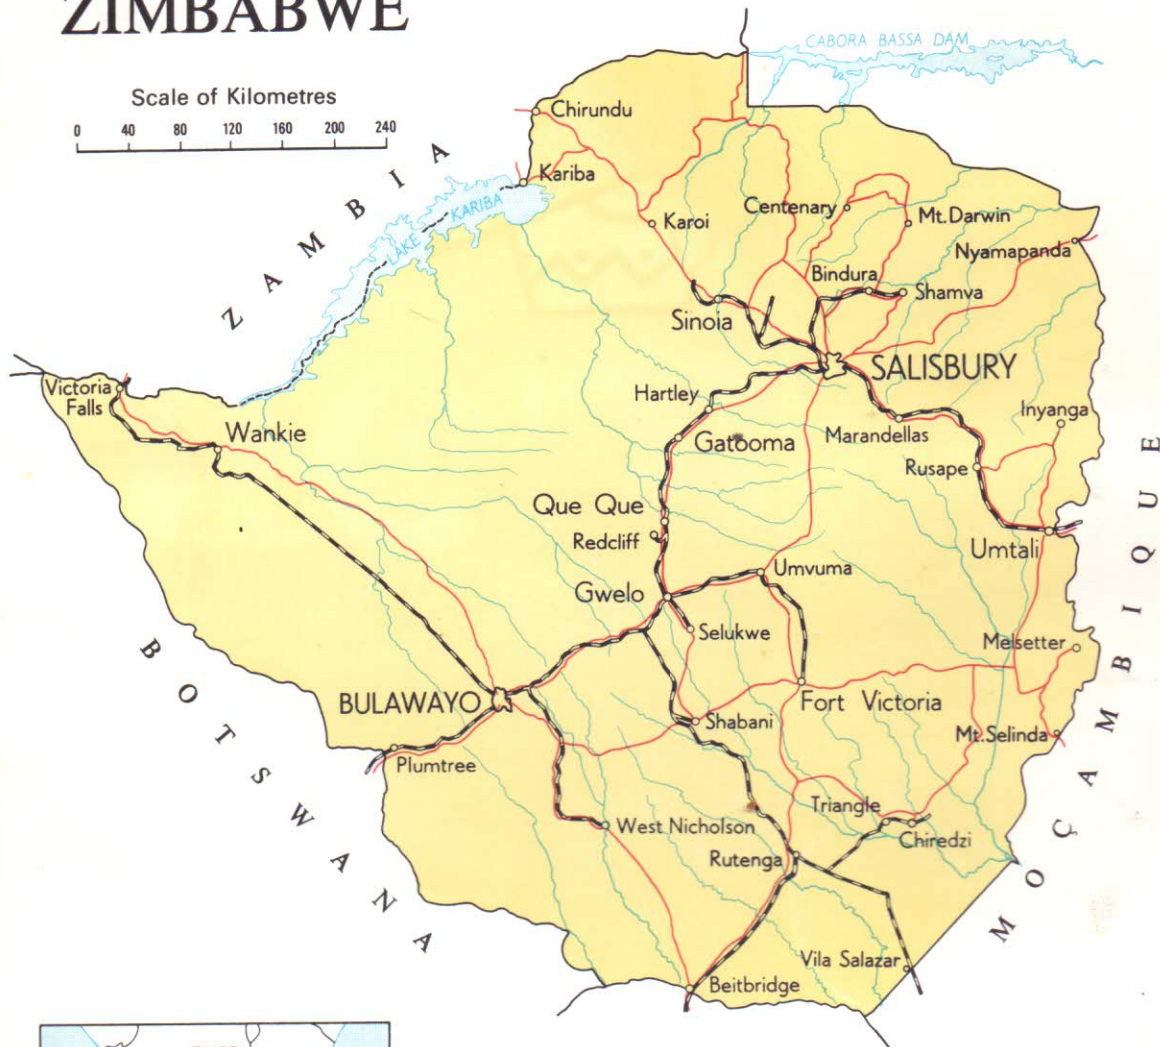 ZIMBABWE
Scale of Kilometres
0 40 80 120 160 200 240
CABORA BASSA DAM
ZAMBIA
Chirundu
Kariba
LAKE KARIBA
Karoi
Centenary
Mt. Darwin
Nyamapanda
Bindura
Shamva
Sinoia
SALISBURY
Hartley
Gatooma
Marandellas
Inyanga
Rusape
Victoria
Falls
Wankie
Que Que
Redcliff
Umtali
Gwelo
Umvuma
Selukwe
Melsetter
BULAWAYO
Fort Victoria
Shabani
Mt. Selinda
Plumtree
Triangle
West Nicholson
Chiredzi
Rutenga
Vila Salazar
Beitbridge
BOTSWANA
MOÇAMBIQUE